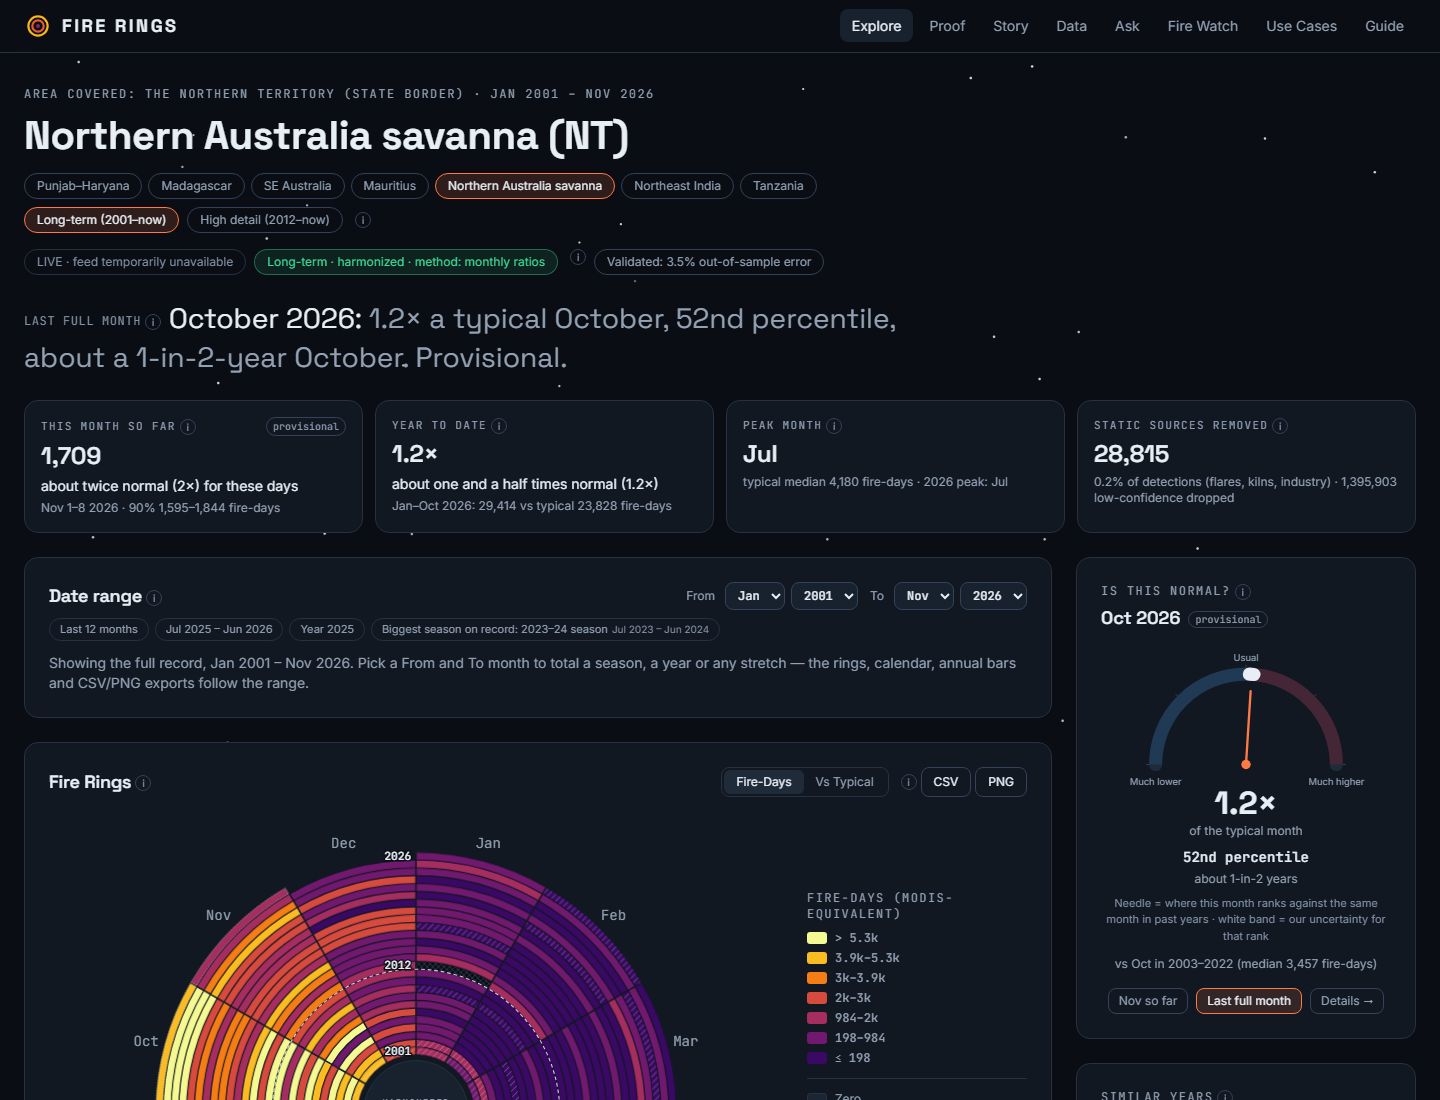 FIRE RINGS
Explore
Proof
Story
Data
Ask
Fire Watch
Use Cases
Guide
AREA COVERED: THE NORTHERN TERRITORY (STATE BORDER) · JAN 2001 – NOV 2026
Northern Australia savanna (NT)
Punjab–Haryana
Madagascar
SE Australia
Mauritius
Northern Australia savanna
Northeast India
Tanzania
Long-term (2001–now)
High detail (2012–now)
i
LIVE · feed temporarily unavailable
Long-term · harmonized · method: monthly ratios
i
Validated: 3.5% out-of-sample error
LAST FULL MONTH i October 2026: 1.2× a typical October, 52nd percentile,
about a 1-in-2-year October. Provisional.
THIS MONTH SO FAR i
provisional
1,709
about twice normal (2×) for these days
Nov 1–8 2026 · 90% 1,595–1,844 fire-days
YEAR TO DATE i
1.2×
about one and a half times normal (1.2×)
Jan–Oct 2026: 29,414 vs typical 23,828 fire-days
PEAK MONTH i
Jul
typical median 4,180 fire-days · 2026 peak: Jul
STATIC SOURCES REMOVED i
28,815
0.2% of detections (flares, kilns, industry) · 1,395,903
low-confidence dropped
Date range i
From
Jan
2001
To
Nov
2026
Last 12 months
Jul 2025 – Jun 2026
Year 2025
Biggest season on record: 2023–24 season Jul 2023 – Jun 2024
Showing the full record, Jan 2001 – Nov 2026. Pick a From and To month to total a season, a year or any stretch — the rings, calendar, annual bars
and CSV/PNG exports follow the range.
Fire Rings i
Fire-Days
Vs Typical
i
CSV
PNG
Dec
Jan
2026
Nov
Feb
2012
Oct
Mar
2001
FIRE-DAYS (MODIS-
EQUIVALENT)
> 5.3k
3.9k–5.3k
3k–3.9k
2k–3k
984–2k
198–984
≤ 198
Zero
IS THIS NORMAL? i
Oct 2026
provisional
Usual
Much lower
Much higher
1.2×
of the typical month
52nd percentile
about 1-in-2 years
Needle = where this month ranks against the same
month in past years · white band = our uncertainty for
that rank
vs Oct in 2003–2022 (median 3,457 fire-days)
Nov so far
Last full month
Details →
SIMILAR YEARS i